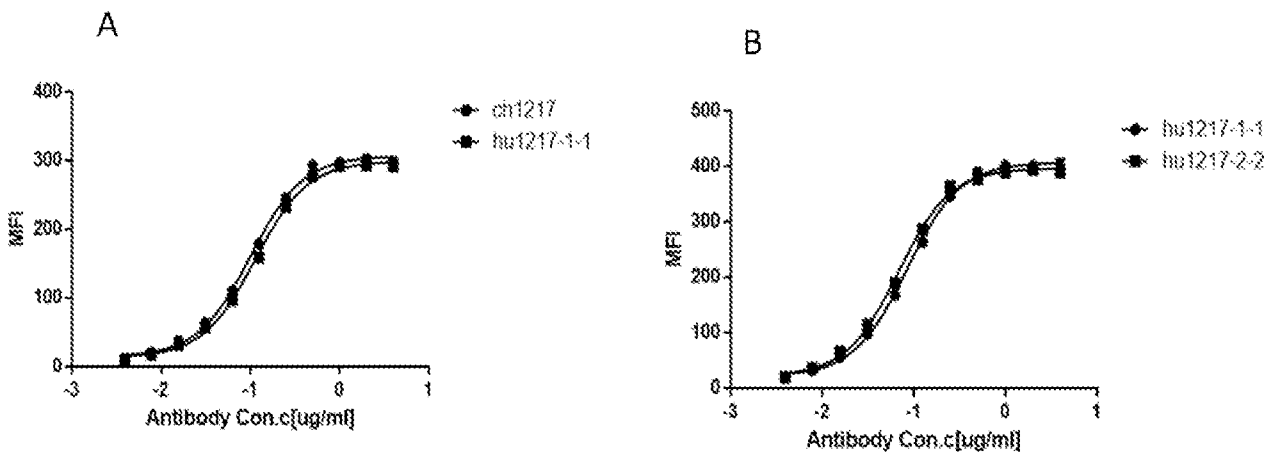 A
400
300
200
100
0
MFI
-3 -2 -1 0 1
Antibody Con.c[ug/ml]
ch1217
hu1217-1-1
B
500
400
300
200
100
0
MFI
-3 -2 -1 0 1
Antibody Con.c[ug/ml]
hu1217-1-1
hu1217-2-2